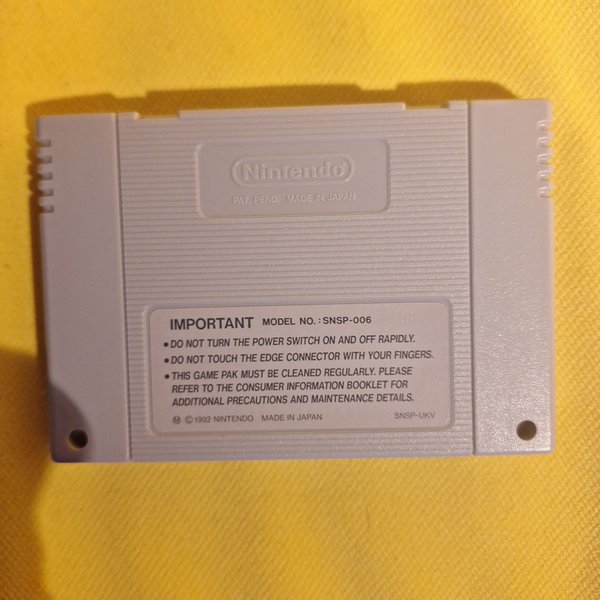 Nintendo
PAT. PEND. MADE IN JAPAN
IMPORTANT MODEL NO. : SNSP-006
• DO NOT TURN THE POWER SWITCH ON AND OFF RAPIDLY.
• DO NOT TOUCH THE EDGE CONNECTOR WITH YOUR FINGERS.
• THIS GAME PAK MUST BE CLEANED REGULARLY. PLEASE
REFER TO THE CONSUMER INFORMATION BOOKLET FOR
ADDITIONAL PRECAUTIONS AND MAINTENANCE DETAILS.
Ⓜ © 1992 NINTENDO MADE IN JAPAN SNSP-UKV